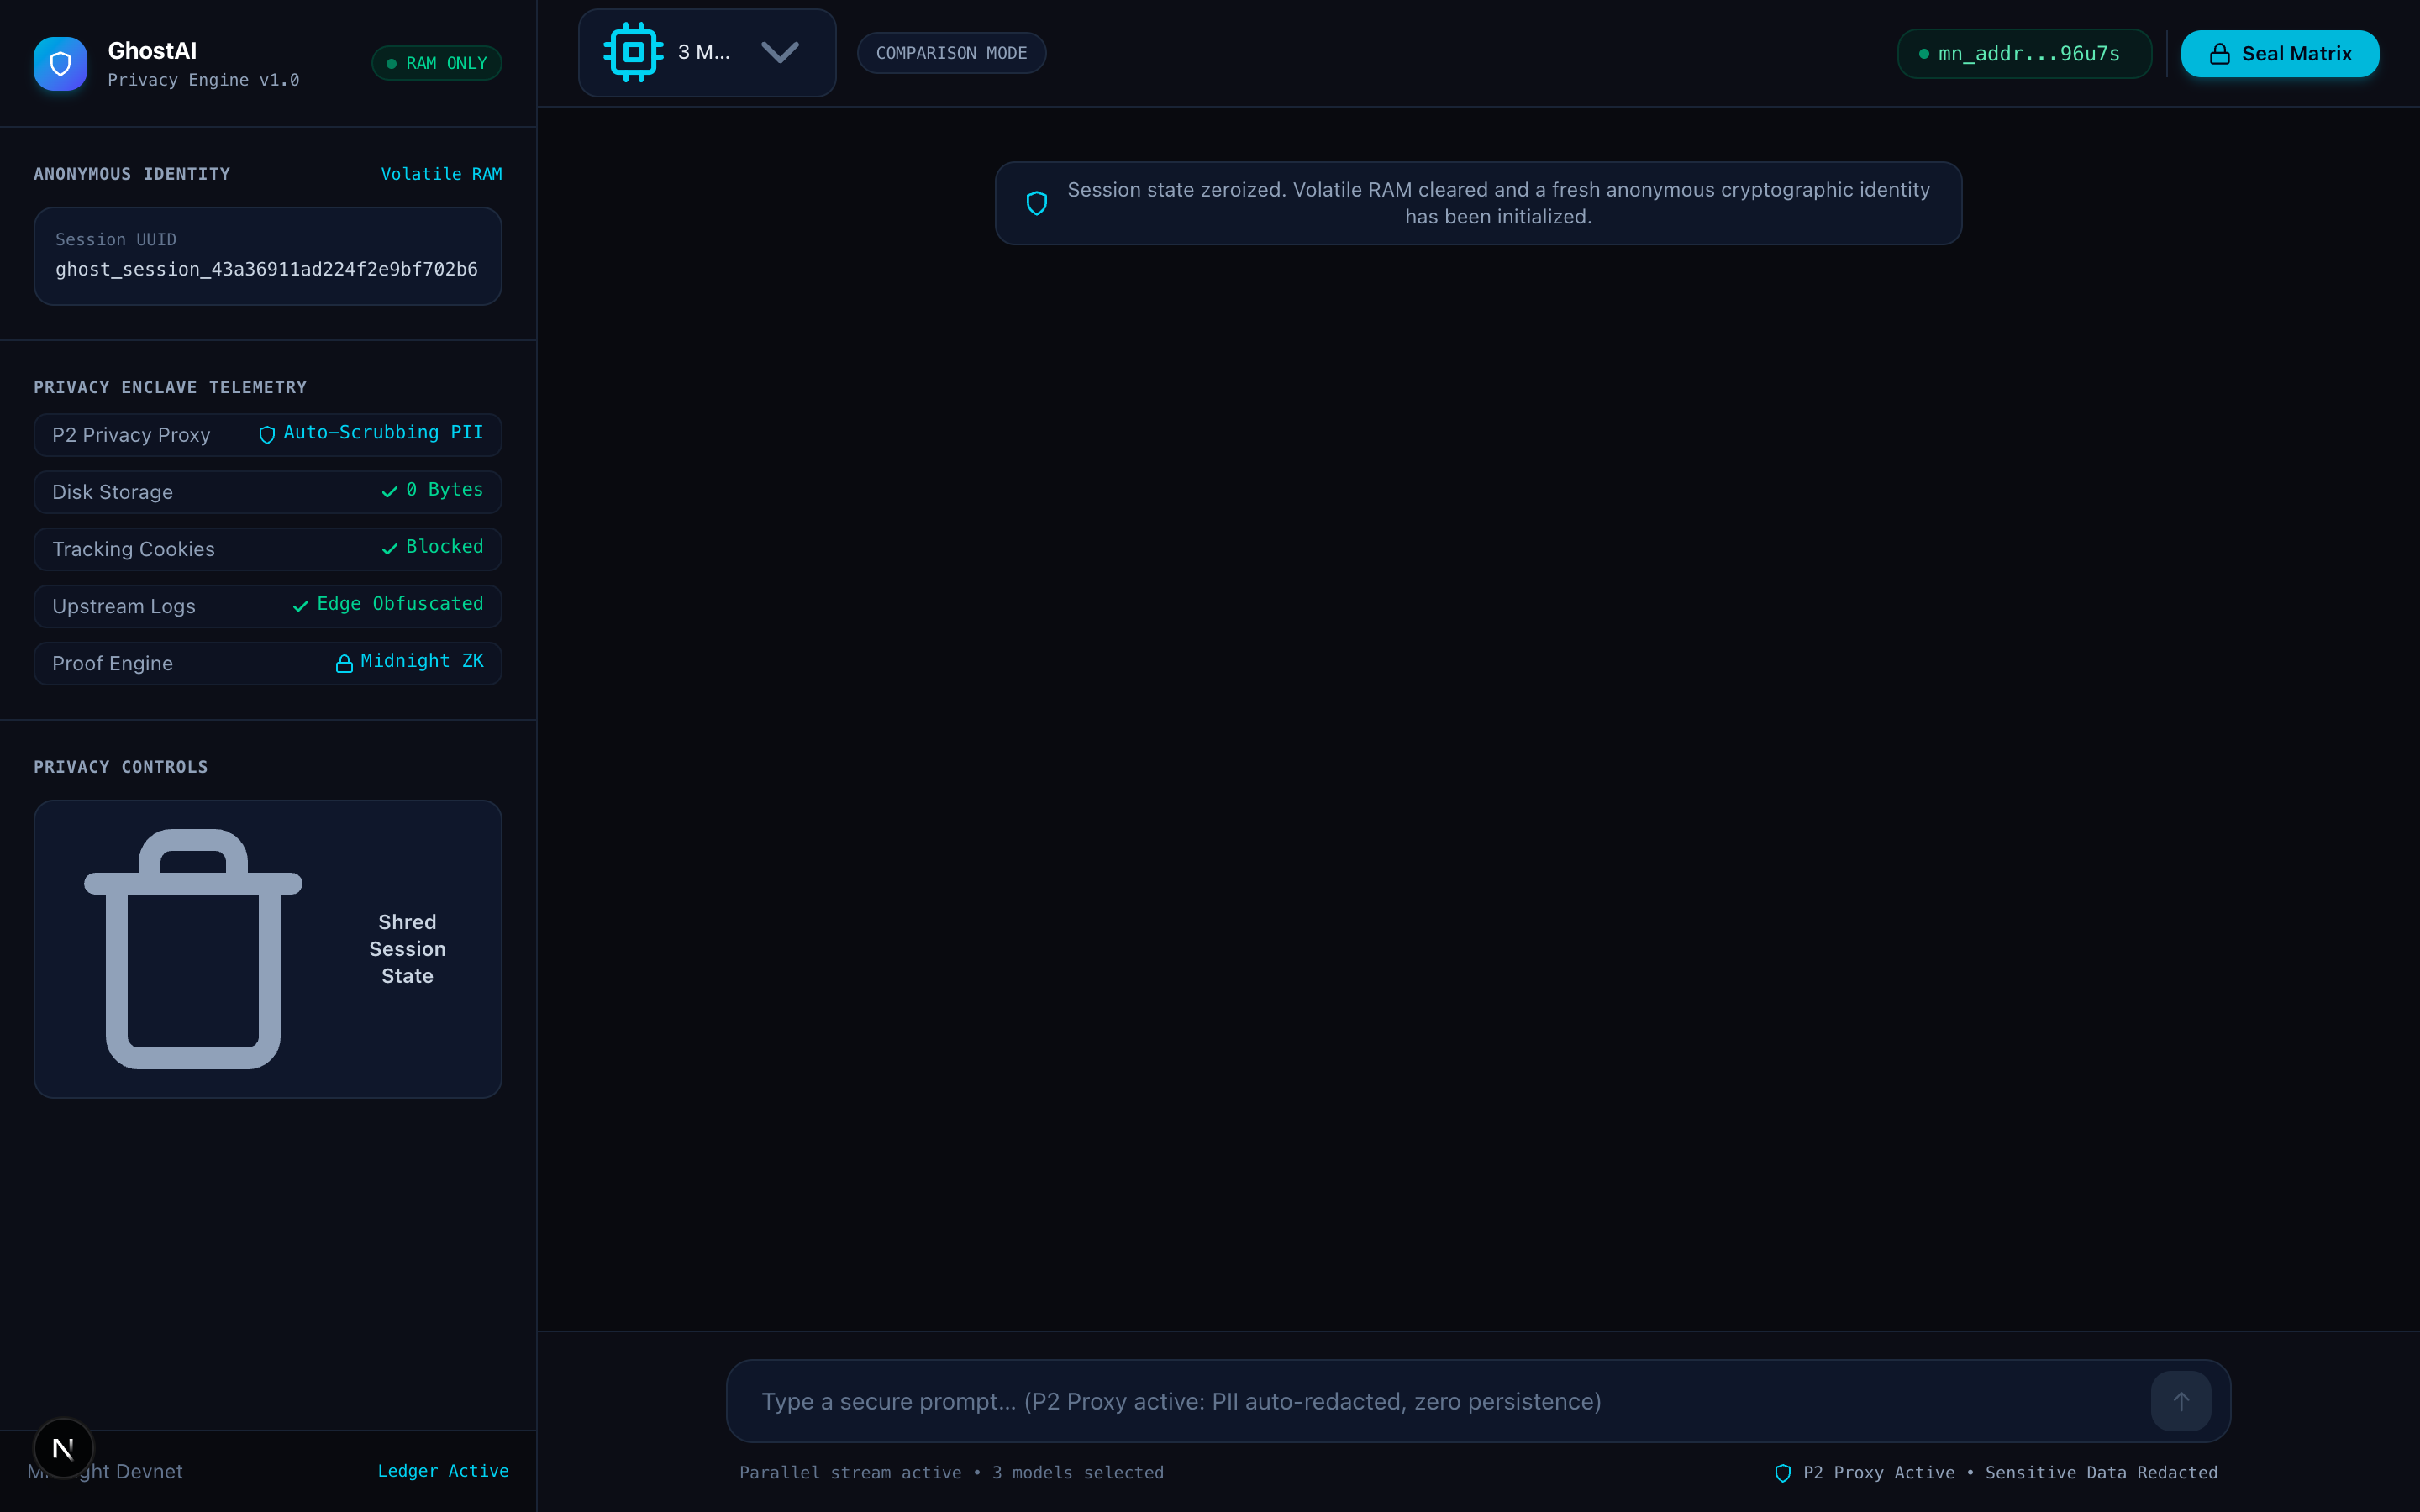 GhostAI
Privacy Engine v1.0
RAM ONLY
ANONYMOUS IDENTITY
Volatile RAM
Session UUID
ghost_session_43a36911ad224f2e9bf702b6
PRIVACY ENCLAVE TELEMETRY
P2 Privacy Proxy
Auto-Scrubbing PII
Disk Storage
0 Bytes
Tracking Cookies
Blocked
Upstream Logs
Edge Obfuscated
Proof Engine
Midnight ZK
PRIVACY CONTROLS
Shred
Session
State
Devnet
Ledger Active
3 M...
COMPARISON MODE
mn_addr...96u7s
Seal Matrix
Session state zeroized. Volatile RAM cleared and a fresh anonymous cryptographic identity
has been initialized.
Type a secure prompt... (P2 Proxy active: PII auto-redacted, zero persistence)
Parallel stream active • 3 models selected
P2 Proxy Active • Sensitive Data Redacted